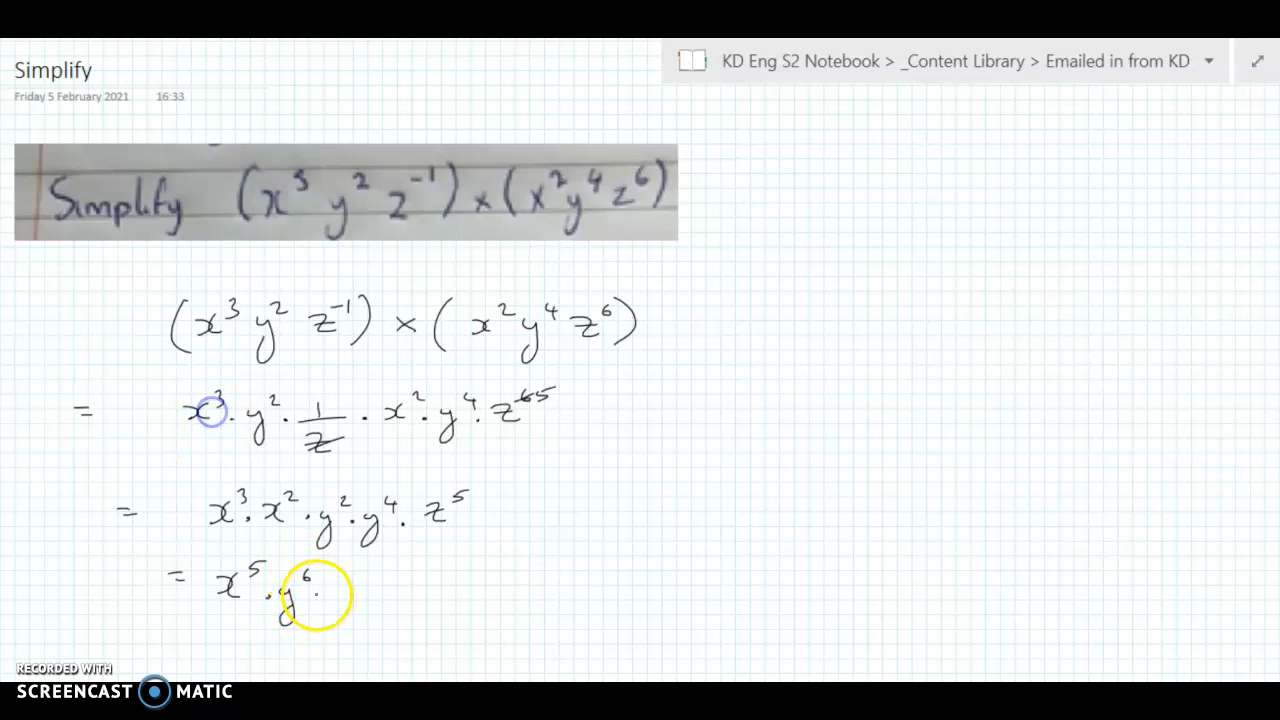 KD Eng S2 Notebook > _Content Library > Emailed in from KD
Simplify
Friday 5 February 2021 16:33
Simplify (x³ y² z⁻¹) × (x² y⁴ z⁶)
(x³ y² z⁻¹) × (x² y⁴ z⁶)
= x³ · y² · 1/z · x² · y⁴ · z⁶⁵
= x³ · x² · y² · y⁴ · z⁵
= x⁵ · y⁶ ·
RECORDED WITH
SCREENCAST MATIC